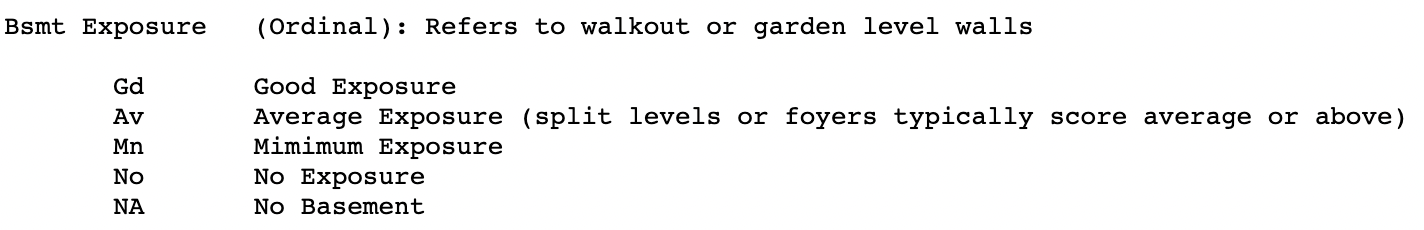 Bsmt Exposure (Ordinal): Refers to walkout or garden level walls
Gd Good Exposure
Av Average Exposure (split levels or foyers typically score average or above)
Mn Mimimum Exposure
No No Exposure
NA No Basement